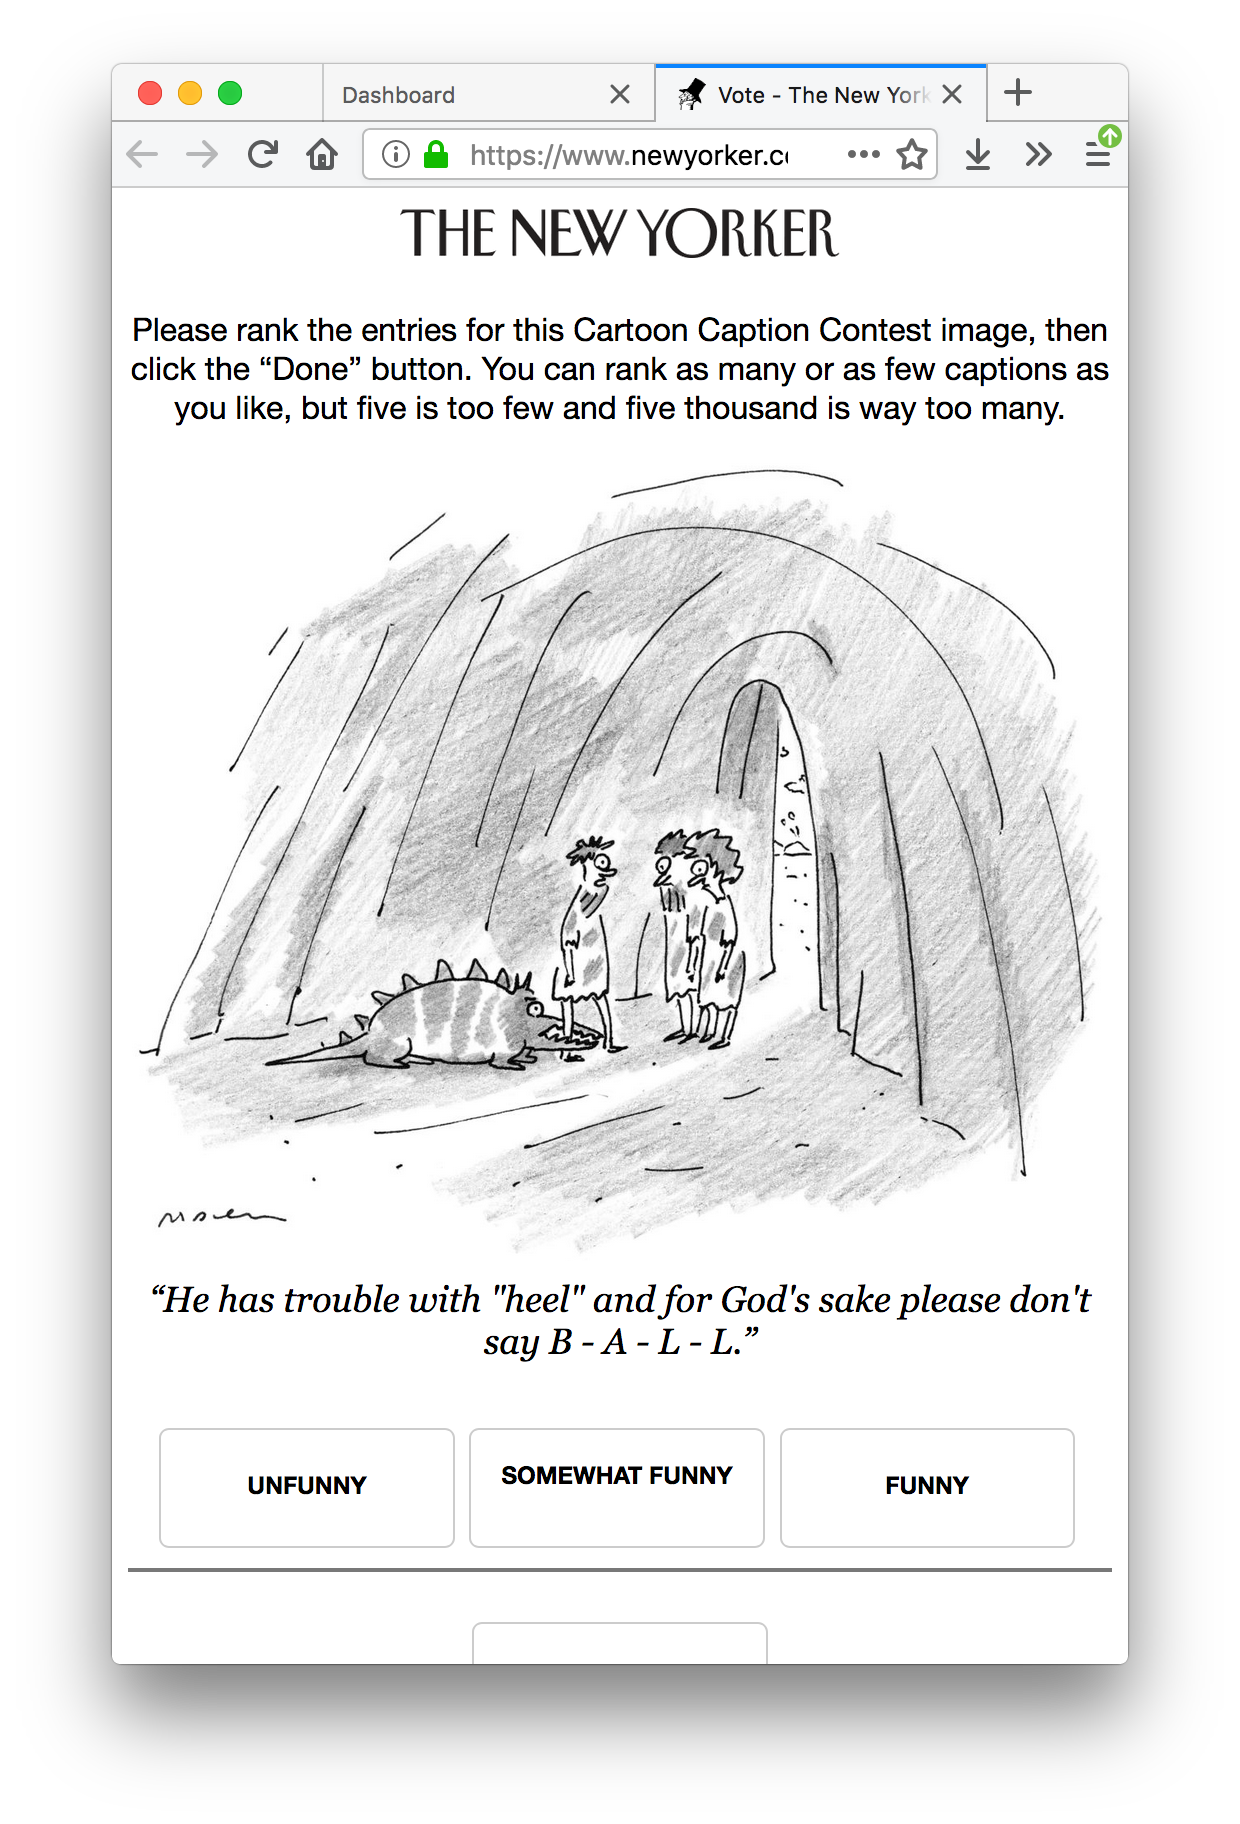 Dashboard
Vote - The New York
https://www.newyorker.co
THE NEW YORKER
Please rank the entries for this Cartoon Caption Contest image, then
click the “Done” button. You can rank as many or as few captions as
you like, but five is too few and five thousand is way too many.
“He has trouble with "heel" and for God's sake please don't
say B - A - L - L.”
UNFUNNY
SOMEWHAT FUNNY
FUNNY